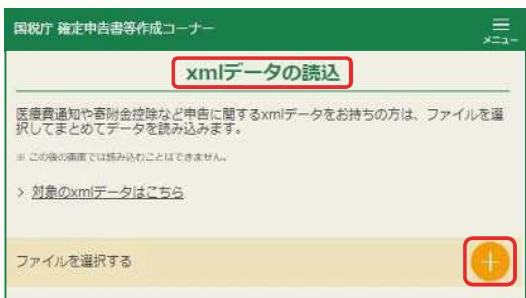 国税庁 確定申告書等作成コーナー
メニュー
xmlデータの読込
医療費通知や寄附金控除など申告に関するxmlデータをお持ちの方は、ファイルを選
択してまとめてデータを読み込みます。
※ この後の画面では読み込むことはできません。
> 対象のxmlデータはこちら
ファイルを選択する